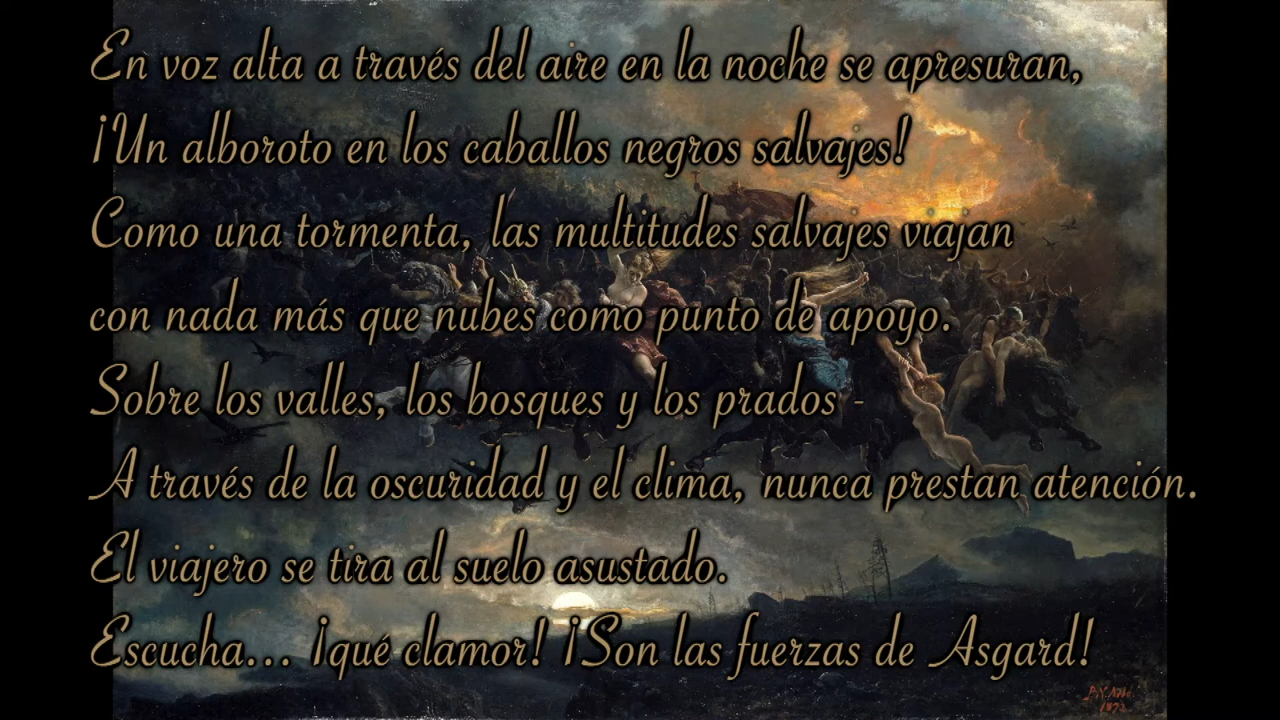 En voz alta a través del aire en la noche se apresuran,
¡Un alboroto en los caballos negros salvajes!
Como una tormenta, las multitudes salvajes viajan
con nada más que nubes como punto de apoyo.
Sobre los valles, los bosques y los prados -
A través de la oscuridad y el clima, nunca prestan atención.
El viajero se tira al suelo asustado.
Escucha... ¡qué clamor! ¡Son las fuerzas de Asgard!
1872